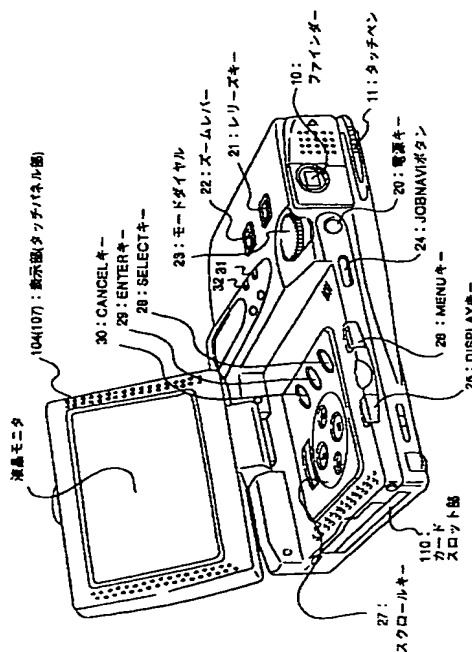 液晶モニタ
104(107)：表示部(タッチパネル部)
30：CANCELキー
29：ENTERキー
28：SELECTキー
32
31
23：モードダイヤル
22：ズームレバー
21：レリーズキー
10：
ファインダー
11：タッチペン
20：電源キー
24：JOBNAVIボタン
28：MENUキー
26：DISPLAYキー
110：
カード
スロット部
27：
スクロールキー